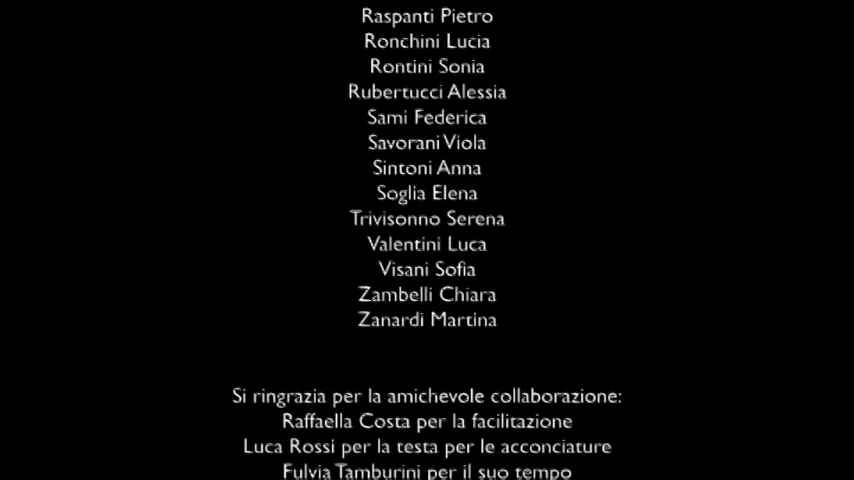 Raspanti Pietro
Ronchini Lucia
Rontini Sonia
Rubertucci Alessia
Sami Federica
Savorani Viola
Sintoni Anna
Soglia Elena
Trivisonno Serena
Valentini Luca
Visani Sofia
Zambelli Chiara
Zanardi Martina
Si ringrazia per la amichevole collaborazione:
Raffaella Costa per la facilitazione
Luca Rossi per la testa per le acconciature
Fulvia Tamburini per il suo tempo